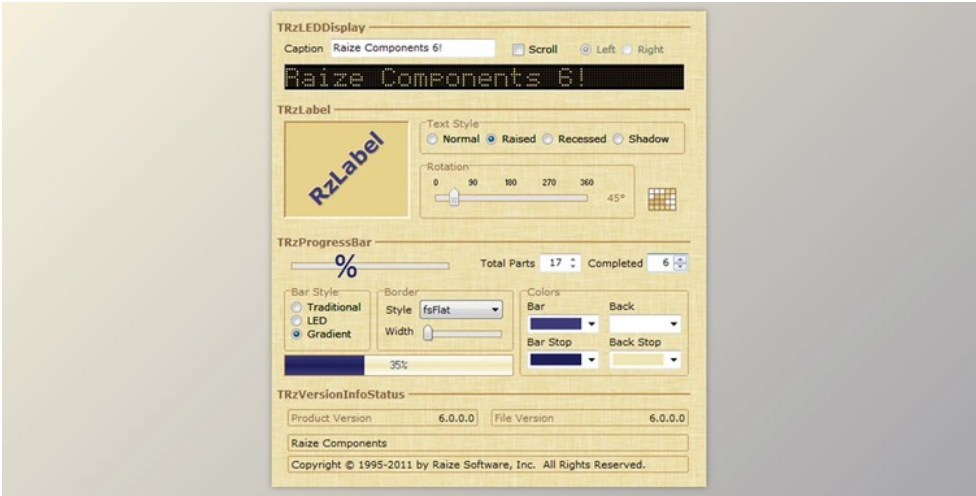 TRzLEDDisplay
Caption Raize Components 6! Scroll Left Right
Raize Components 6!
TRzLabel
RzLabel
Text Style
Normal Raised Recessed Shadow
Rotation
0 90 180 270 360
45°
TRzProgressBar
%
Total Parts 17 Completed 6
Bar Style
Traditional
LED
Gradient
Border
Style fsFlat
Width
Colors
Bar Back
Bar Stop Back Stop
35%
TRzVersionInfoStatus
Product Version 6.0.0.0 File Version 6.0.0.0
Raize Components
Copyright © 1995-2011 by Raize Software, Inc. All Rights Reserved.